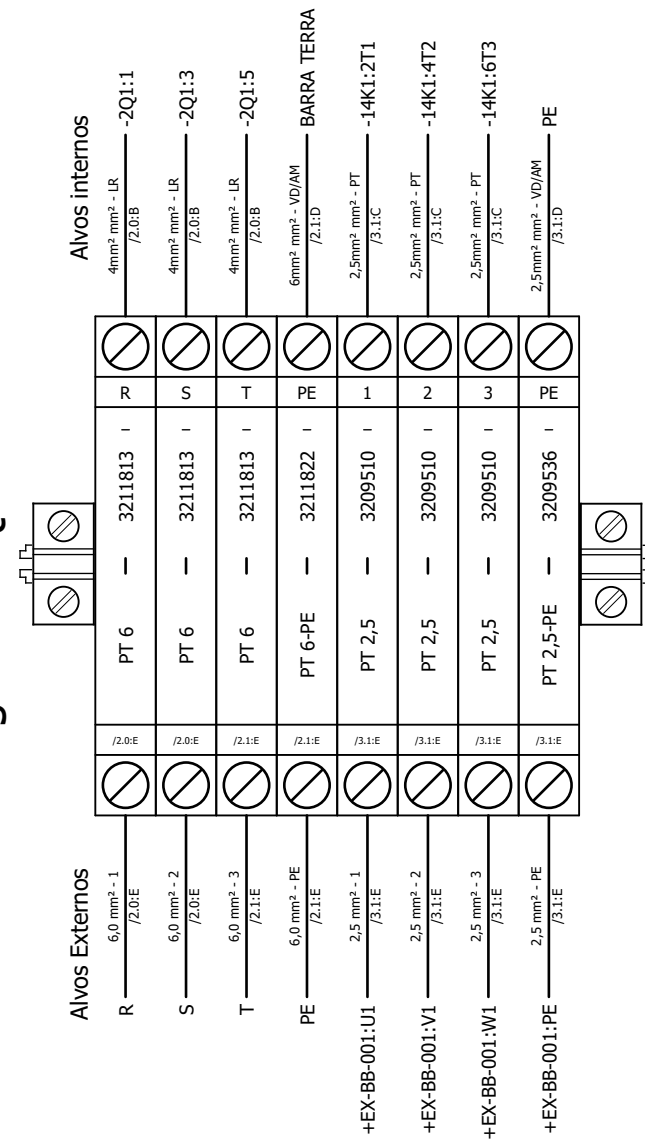 Alvos internos
-2Q1:1
-2Q1:3
-2Q1:5
BARRA TERRA
-14K1:2T1
-14K1:4T2
-14K1:6T3
PE
4mm² mm² - LR
/2.0:B
4mm² mm² - LR
/2.0:B
4mm² mm² - LR
/2.0:B
6mm² mm² - VD/AM
/2.1:D
2,5mm² mm² - PT
/3.1:C
2,5mm² mm² - PT
/3.1:C
2,5mm² mm² - PT
/3.1:C
2,5mm² mm² - VD/AM
/3.1:D
R
S
T
PE
1
2
3
PE
PT 6 — 3211813 –
PT 6 — 3211813 –
PT 6 — 3211813 –
PT 6-PE — 3211822 –
PT 2,5 — 3209510 –
PT 2,5 — 3209510 –
PT 2,5 — 3209510 –
PT 2,5-PE — 3209536 –
/2.0:E
/2.0:E
/2.1:E
/2.1:E
/3.1:E
/3.1:E
/3.1:E
/3.1:E
Alvos Externos
6,0 mm² - 1
/2.0:E
6,0 mm² - 2
/2.0:E
6,0 mm² - 3
/2.1:E
6,0 mm² - PE
/2.1:E
2,5 mm² - 1
/3.1:E
2,5 mm² - 2
/3.1:E
2,5 mm² - 3
/3.1:E
2,5 mm² - PE
/3.1:E
R
S
T
PE
+EX-BB-001:U1
+EX-BB-001:V1
+EX-BB-001:W1
+EX-BB-001:PE